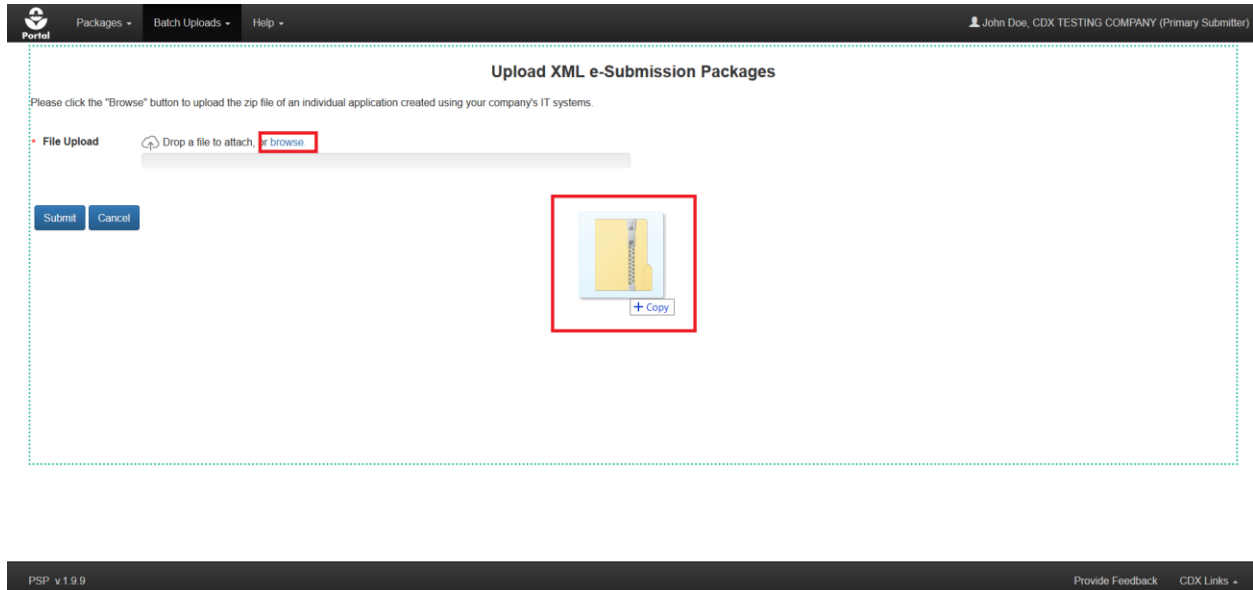 Portal
Packages
Batch Uploads
Help
John Doe, CDX TESTING COMPANY (Primary Submitter)
Upload XML e-Submission Packages
Please click the "Browse" button to upload the zip file of an individual application created using your company's IT systems.
* File Upload
Drop a file to attach, or browse.
Submit
Cancel
+ Copy
PSP v.1.9.9
Provide Feedback
CDX Links